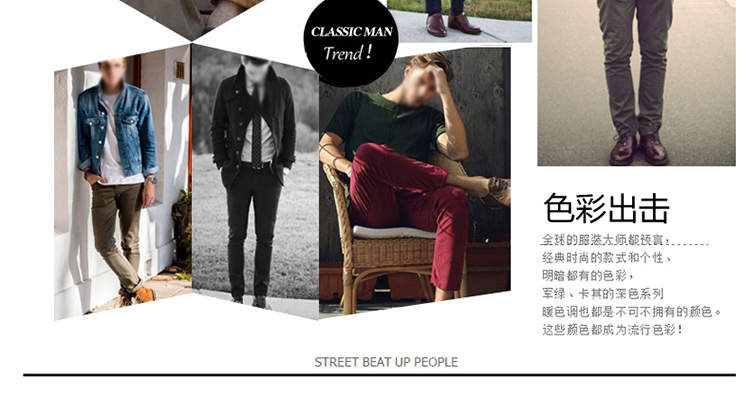 CLASSIC MAN
Trend!
色彩出击
全球的服装大师都预言,
经典时尚的款式和个性、
明暗都有的色彩,
军绿、卡其的深色系列
暖色调也都是不可不拥有的颜色。
这些颜色都成为流行色彩!
STREET BEAT UP PEOPLE